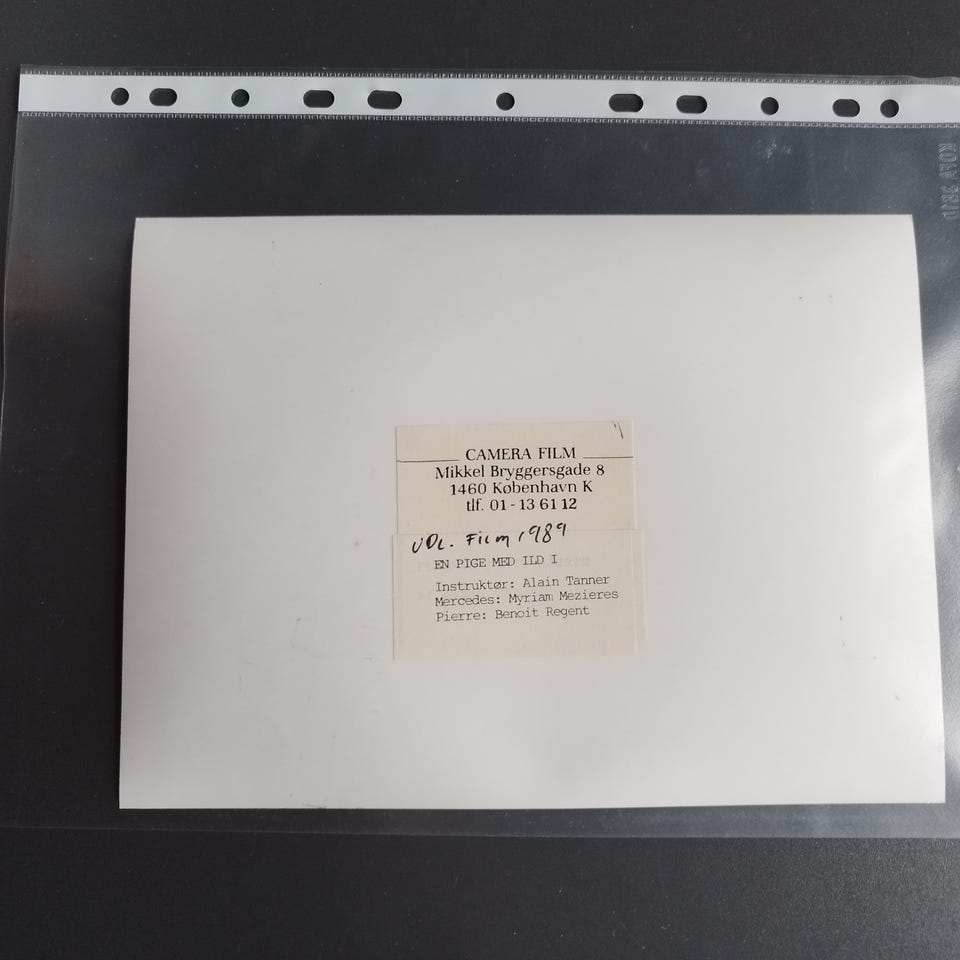 CAMERA FILM
Mikkel Bryggersgade 8
1460 København K
tlf. 01-13 61 12
UDL. Film 1989
EN PIGE MED ILD I
Instruktør: Alain Tanner
Mercedes: Myriam Mezieres
Pierre: Benoit Regent